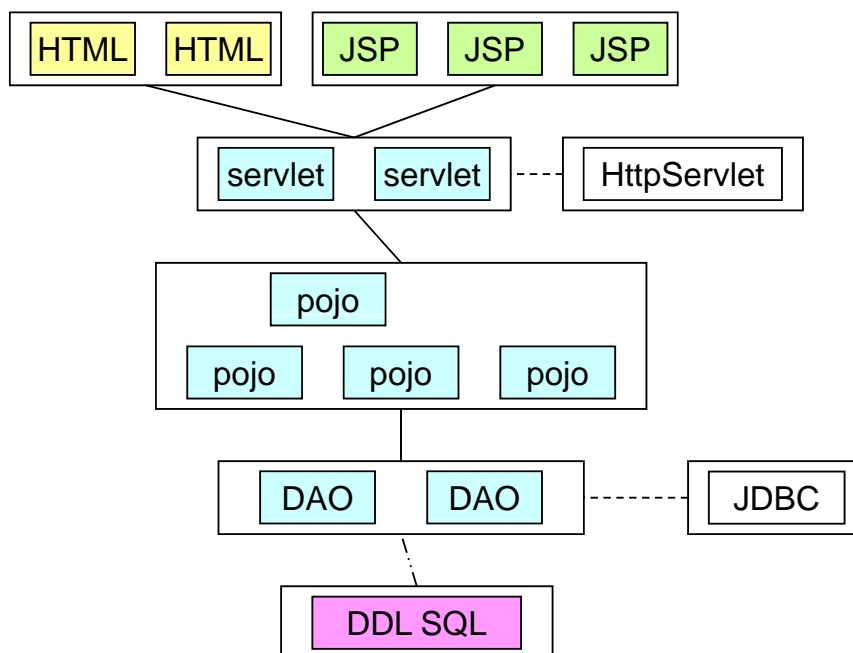 HTML HTML JSP JSP JSP
servlet servlet HttpServlet
pojo
pojo pojo pojo
DAO DAO JDBC
DDL SQL